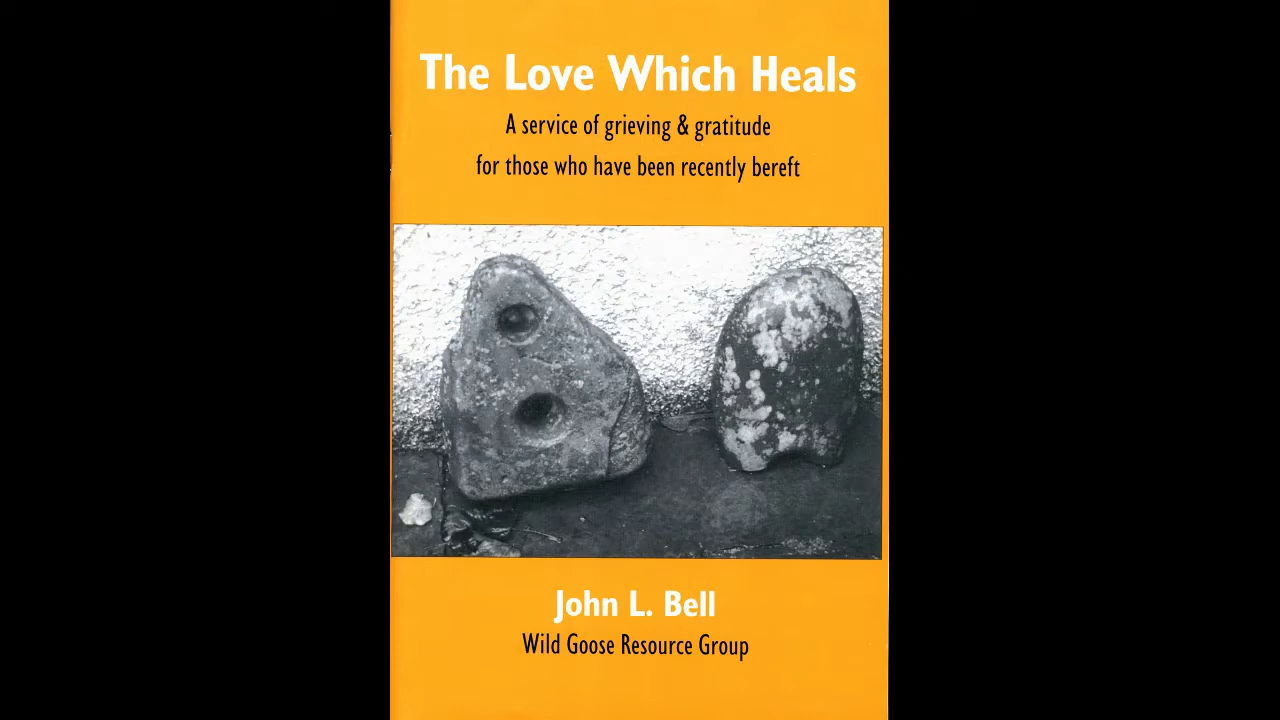 The Love Which Heals
A service of grieving & gratitude
for those who have been recently bereft
John L. Bell
Wild Goose Resource Group